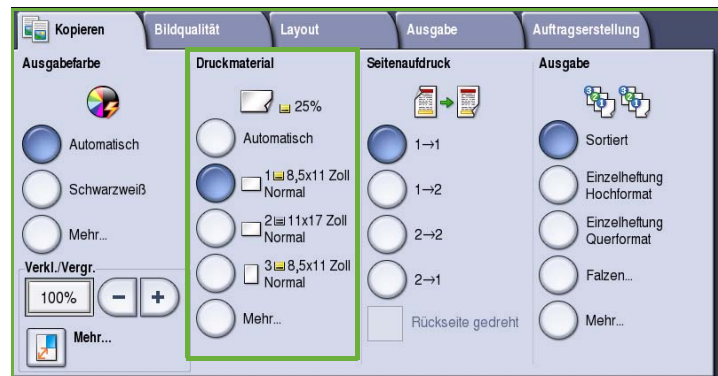 Kopieren
Bildqualität
Layout
Ausgabe
Auftragserstellung
Ausgabefarbe
Automatisch
Schwarzweiß
Mehr...
Verkl./Vergr.
100%
Mehr...
Druckmaterial
25%
Automatisch
1 8,5x11 Zoll
Normal
2 11x17 Zoll
Normal
3 8,5x11 Zoll
Normal
Mehr...
Seitenaufdruck
1→1
1→2
2→2
2→1
Rückseite gedreht
Ausgabe
Sortiert
Einzelheftung
Hochformat
Einzelheftung
Querformat
Falzen...
Mehr...